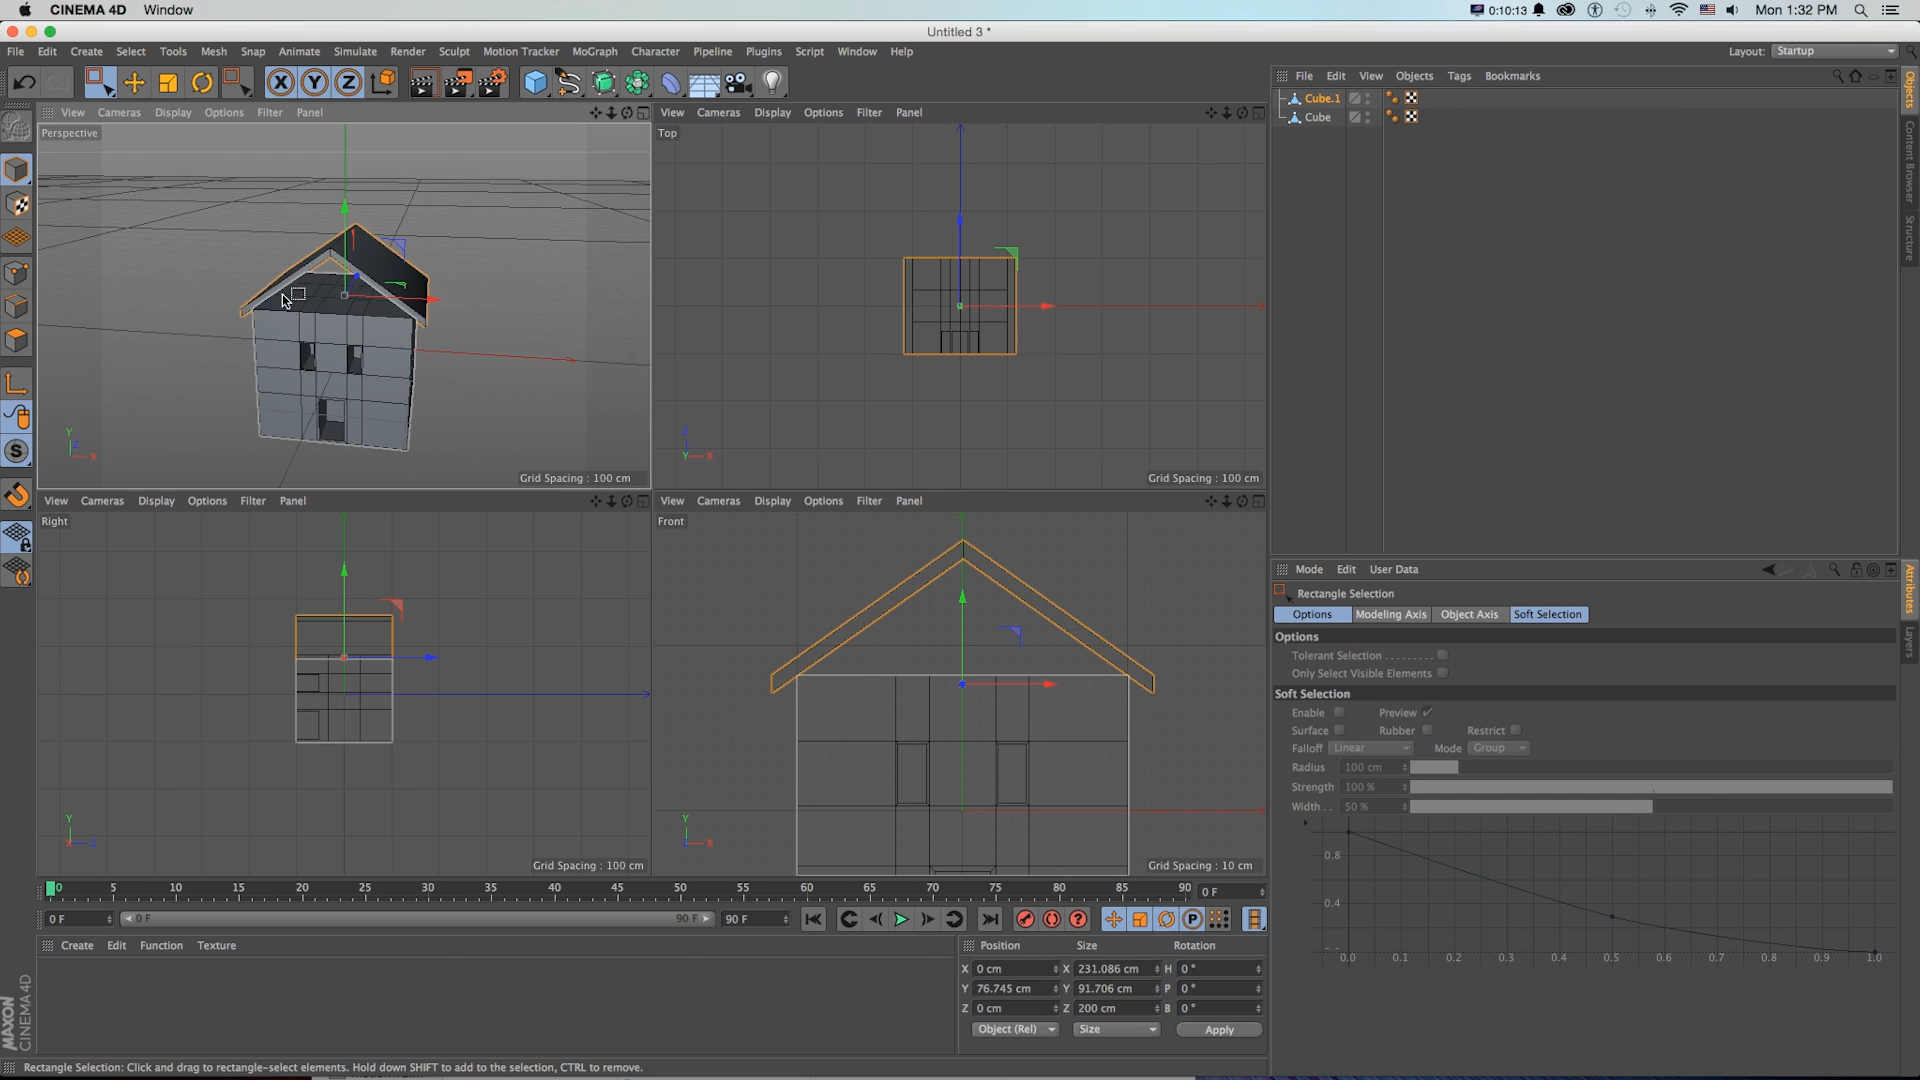 CINEMA 4D Window 0:10:13 Mon 1:32 PM
Untitled 3 *
File Edit Create Select Tools Mesh Snap Animate Simulate Render Sculpt Motion Tracker MoGraph Character Pipeline Plugins Script Window Help Layout: Startup
File Edit View Objects Tags Bookmarks
Cube.1
Cube
Objects
Content Browser
Structure
View Cameras Display Options Filter Panel
Perspective
Grid Spacing : 100 cm
View Cameras Display Options Filter Panel
Top
Grid Spacing : 100 cm
View Cameras Display Options Filter Panel
Right
Grid Spacing : 100 cm
View Cameras Display Options Filter Panel
Front
Grid Spacing : 10 cm
Mode Edit User Data
Rectangle Selection
Options Modeling Axis Object Axis Soft Selection
Options
Tolerant Selection
Only Select Visible Elements
Soft Selection
Enable Preview
Surface Rubber Restrict
Falloff Linear Mode Group
Radius 100 cm
Strength 100 %
Width 50 %
0.8
0.4
0.0 0.1 0.2 0.3 0.4 0.5 0.6 0.7 0.8 0.9 1.0
Attributes
Layers
0 5 10 15 20 25 30 35 40 45 50 55 60 65 70 75 80 85 90 0 F
0 F 0 F 90 F 90 F
Create Edit Function Texture
Position Size Rotation
X 0 cm X 231.086 cm H 0 °
Y 76.745 cm Y 91.706 cm P 0 °
Z 0 cm Z 200 cm B 0 °
Object (Rel) Size Apply
MAXON CINEMA 4D
Rectangle Selection: Click and drag to rectangle-select elements. Hold down SHIFT to add to the selection, CTRL to remove.